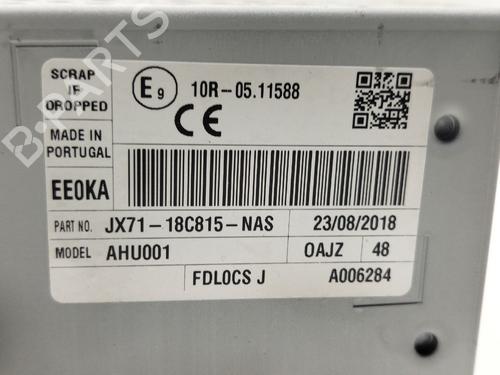 SCRAP
IF
DROPPED
E9
10R-05.11588
CE
MADE IN
PORTUGAL
EE0KA
PART NO. JX71-18C815-NAS 23/08/2018
MODEL AHU001 OAJZ 48
FDLOCS J A006284
B-PARTS